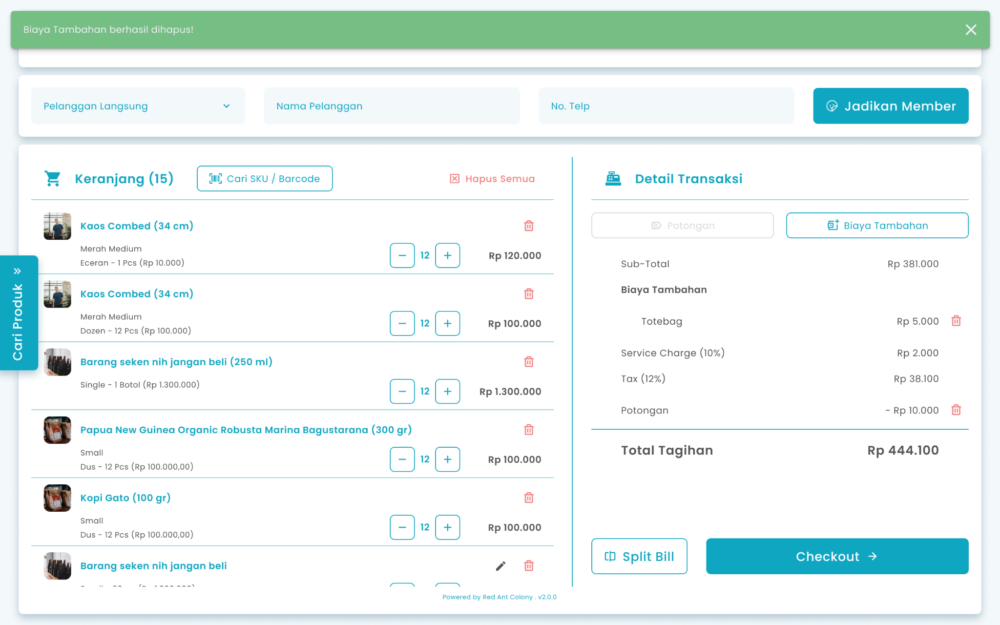 Biaya Tambahan berhasil dihapus!
Pelanggan Langsung
Nama Pelanggan
No. Telp
Jadikan Member
Keranjang (15)
Cari SKU / Barcode
Hapus Semua
Kaos Combed (34 cm)
Merah Medium
Eceran - 1 Pcs (Rp 10.000)
12
Rp 120.000
Kaos Combed (34 cm)
Merah Medium
Dozen - 12 Pcs (Rp 100.000)
12
Rp 100.000
Barang seken nih jangan beli (250 ml)
Single - 1 Botol (Rp 1.300.000)
12
Rp 1.300.000
Papua New Guinea Organic Robusta Marina Bagustarana (300 gr)
Small
Dus - 12 Pcs (Rp 100.000,00)
12
Rp 100.000
Kopi Gato (100 gr)
Small
Dus - 12 Pcs (Rp 100.000,00)
12
Rp 100.000
Barang seken nih jangan beli
Cari Produk
Detail Transaksi
Potongan
Biaya Tambahan
Sub-Total
Rp 381.000
Biaya Tambahan
Totebag
Rp 5.000
Service Charge (10%)
Rp 2.000
Tax (12%)
Rp 38.100
Potongan
- Rp 10.000
Total Tagihan
Rp 444.100
Split Bill
Checkout
Powered by Red Ant Colony . v2.0.0